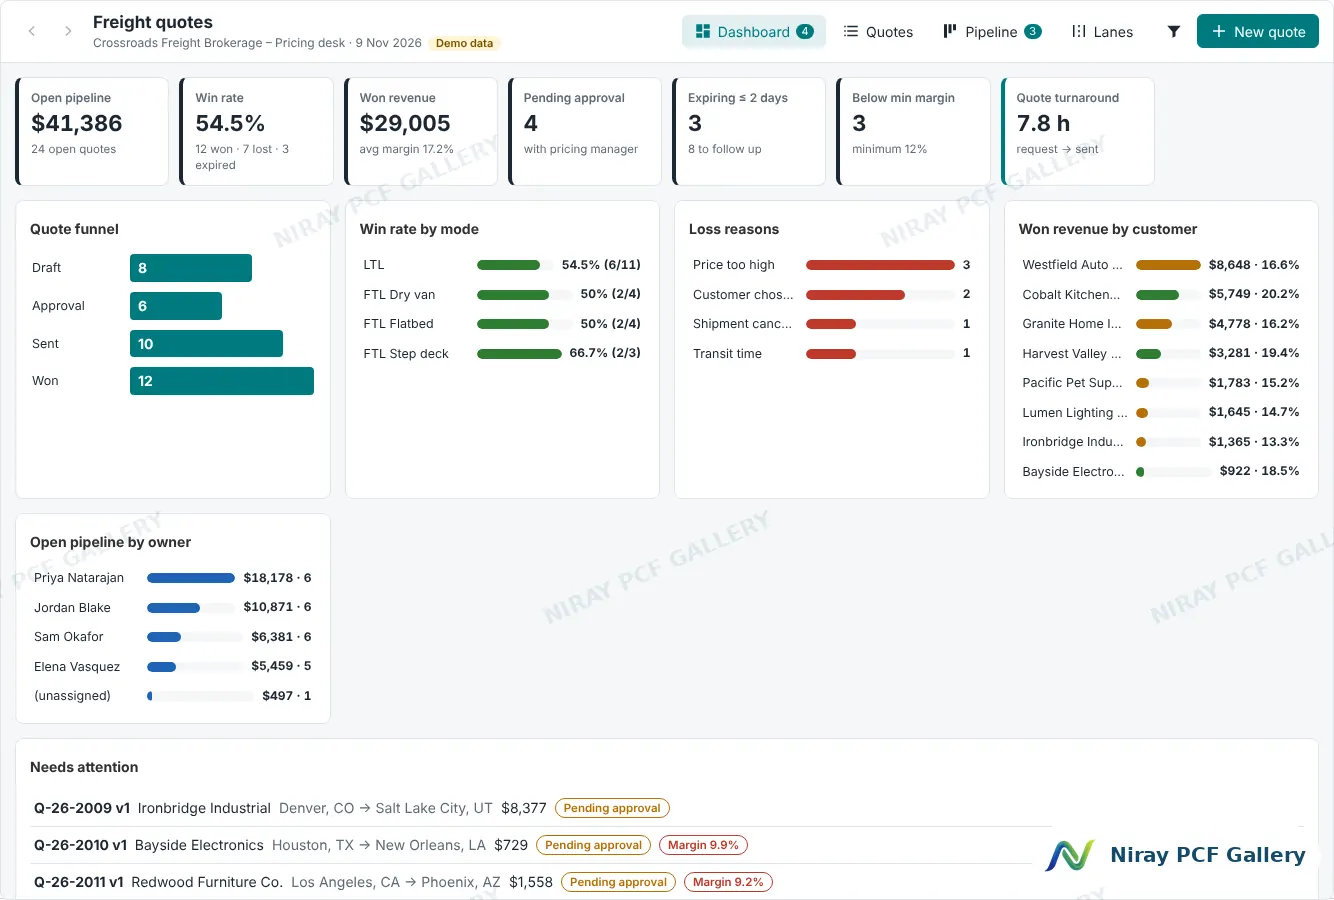 Freight quotes
Crossroads Freight Brokerage – Pricing desk · 9 Nov 2026 Demo data
Dashboard 4 Quotes Pipeline 3 Lanes New quote
Open pipeline
$41,386
24 open quotes
Win rate
54.5%
12 won · 7 lost · 3
expired
Won revenue
$29,005
avg margin 17.2%
Pending approval
4
with pricing manager
Expiring ≤ 2 days
3
8 to follow up
Below min margin
3
minimum 12%
Quote turnaround
7.8 h
request → sent
Quote funnel
Draft 8
Approval 6
Sent 10
Won 12
Win rate by mode
LTL 54.5% (6/11)
FTL Dry van 50% (2/4)
FTL Flatbed 50% (2/4)
FTL Step deck 66.7% (2/3)
Loss reasons
Price too high 3
Customer chos... 2
Shipment canc... 1
Transit time 1
Won revenue by customer
Westfield Auto ... $8,648 · 16.6%
Cobalt Kitchen... $5,749 · 20.2%
Granite Home I... $4,778 · 16.2%
Harvest Valley ... $3,281 · 19.4%
Pacific Pet Sup... $1,783 · 15.2%
Lumen Lighting ... $1,645 · 14.7%
Ironbridge Indu... $1,365 · 13.3%
Bayside Electro... $922 · 18.5%
Open pipeline by owner
Priya Natarajan $18,178 · 6
Jordan Blake $10,871 · 6
Sam Okafor $6,381 · 6
Elena Vasquez $5,459 · 5
(unassigned) $497 · 1
Needs attention
Q-26-2009 v1 Ironbridge Industrial Denver, CO → Salt Lake City, UT $8,377 Pending approval
Q-26-2010 v1 Bayside Electronics Houston, TX → New Orleans, LA $729 Pending approval Margin 9.9%
Q-26-2011 v1 Redwood Furniture Co. Los Angeles, CA → Phoenix, AZ $1,558 Pending approval Margin 9.2%
Niray PCF Gallery
NIRAY PCF GALLERY
NIRAY PCF GALLERY
PCF GALLERY
NIRAY PCF GALLERY
NIRAY PCF GALL